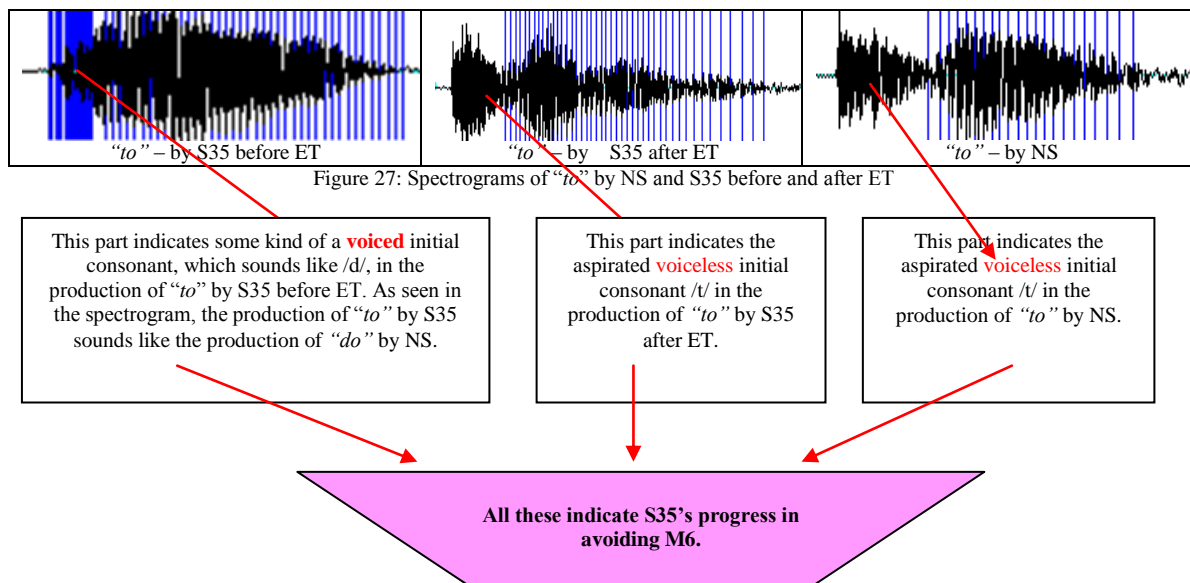 "to" – by S35 before ET
"to" – by S35 after ET
"to" – by NS
Figure 27: Spectrograms of "to" by NS and S35 before and after ET
This part indicates some kind of a voiced initial
consonant, which sounds like /d/, in the
production of "to" by S35 before ET. As seen in
the spectrogram, the production of "to" by S35
sounds like the production of "do" by NS.
This part indicates the
aspirated voiceless initial
consonant /t/ in the
production of "to" by S35
after ET.
This part indicates the
aspirated voiceless initial
consonant /t/ in the
production of "to" by NS.
All these indicate S35's progress in
avoiding M6.